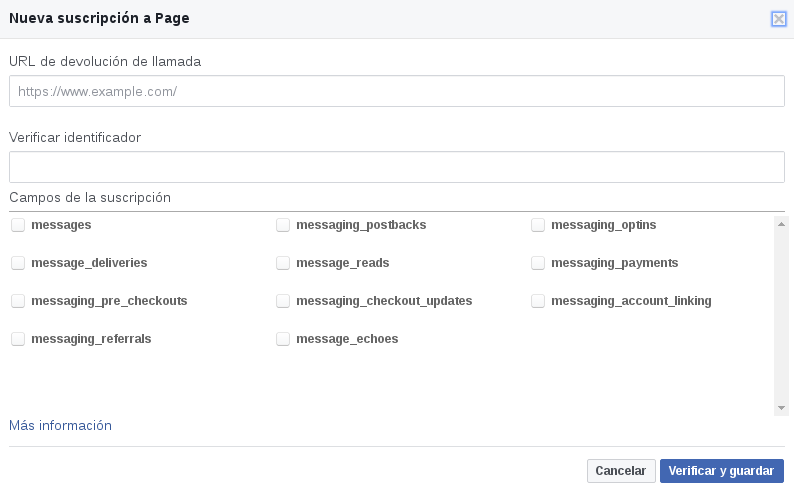 Nueva suscripción a Page
URL de devolución de llamada
https://www.example.com/
Verificar identificador
Campos de la suscripción
messages messaging_postbacks messaging_optins
message_deliveries message_reads messaging_payments
messaging_pre_checkouts messaging_checkout_updates messaging_account_linking
messaging_referrals message_echoes
Más información
Cancelar Verificar y guardar